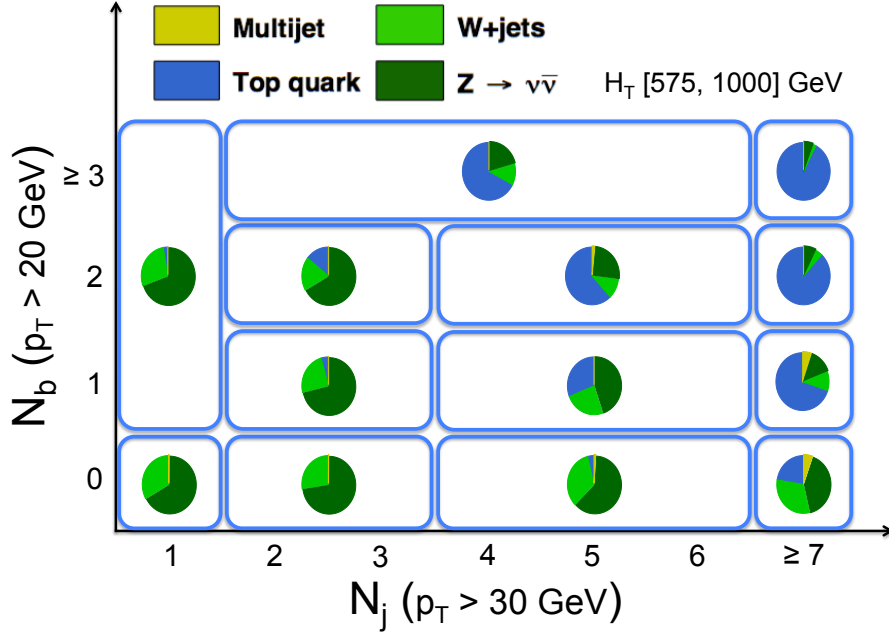 Multijet
W+jets
Top quark
Z → νν̅
H_T [575, 1000] GeV
N_b (p_T > 20 GeV)
≥ 3
2
1
0
1 2 3 4 5 6 ≥ 7
N_j (p_T > 30 GeV)